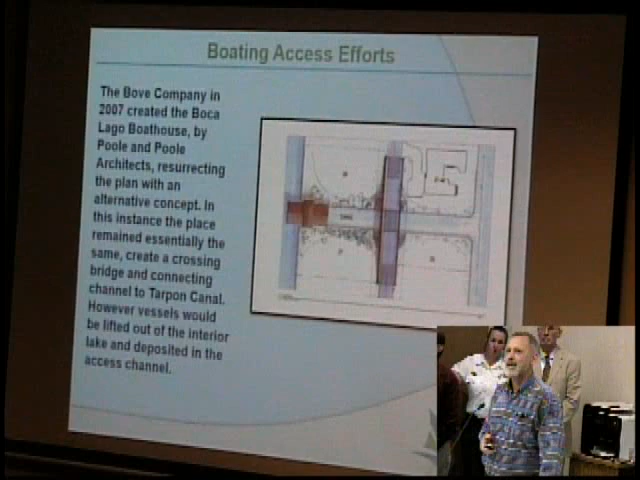 Boating Access Efforts
The Bove Company in
2007 created the Boca
Lago Boathouse, by
Poole and Poole
Architects, resurrecting
the plan with an
alternative concept. In
this instance the place
remained essentially the
same, create a crossing
bridge and connecting
channel to Tarpon Canal.
However vessels would
be lifted out of the interior
lake and deposited in the
access channel.